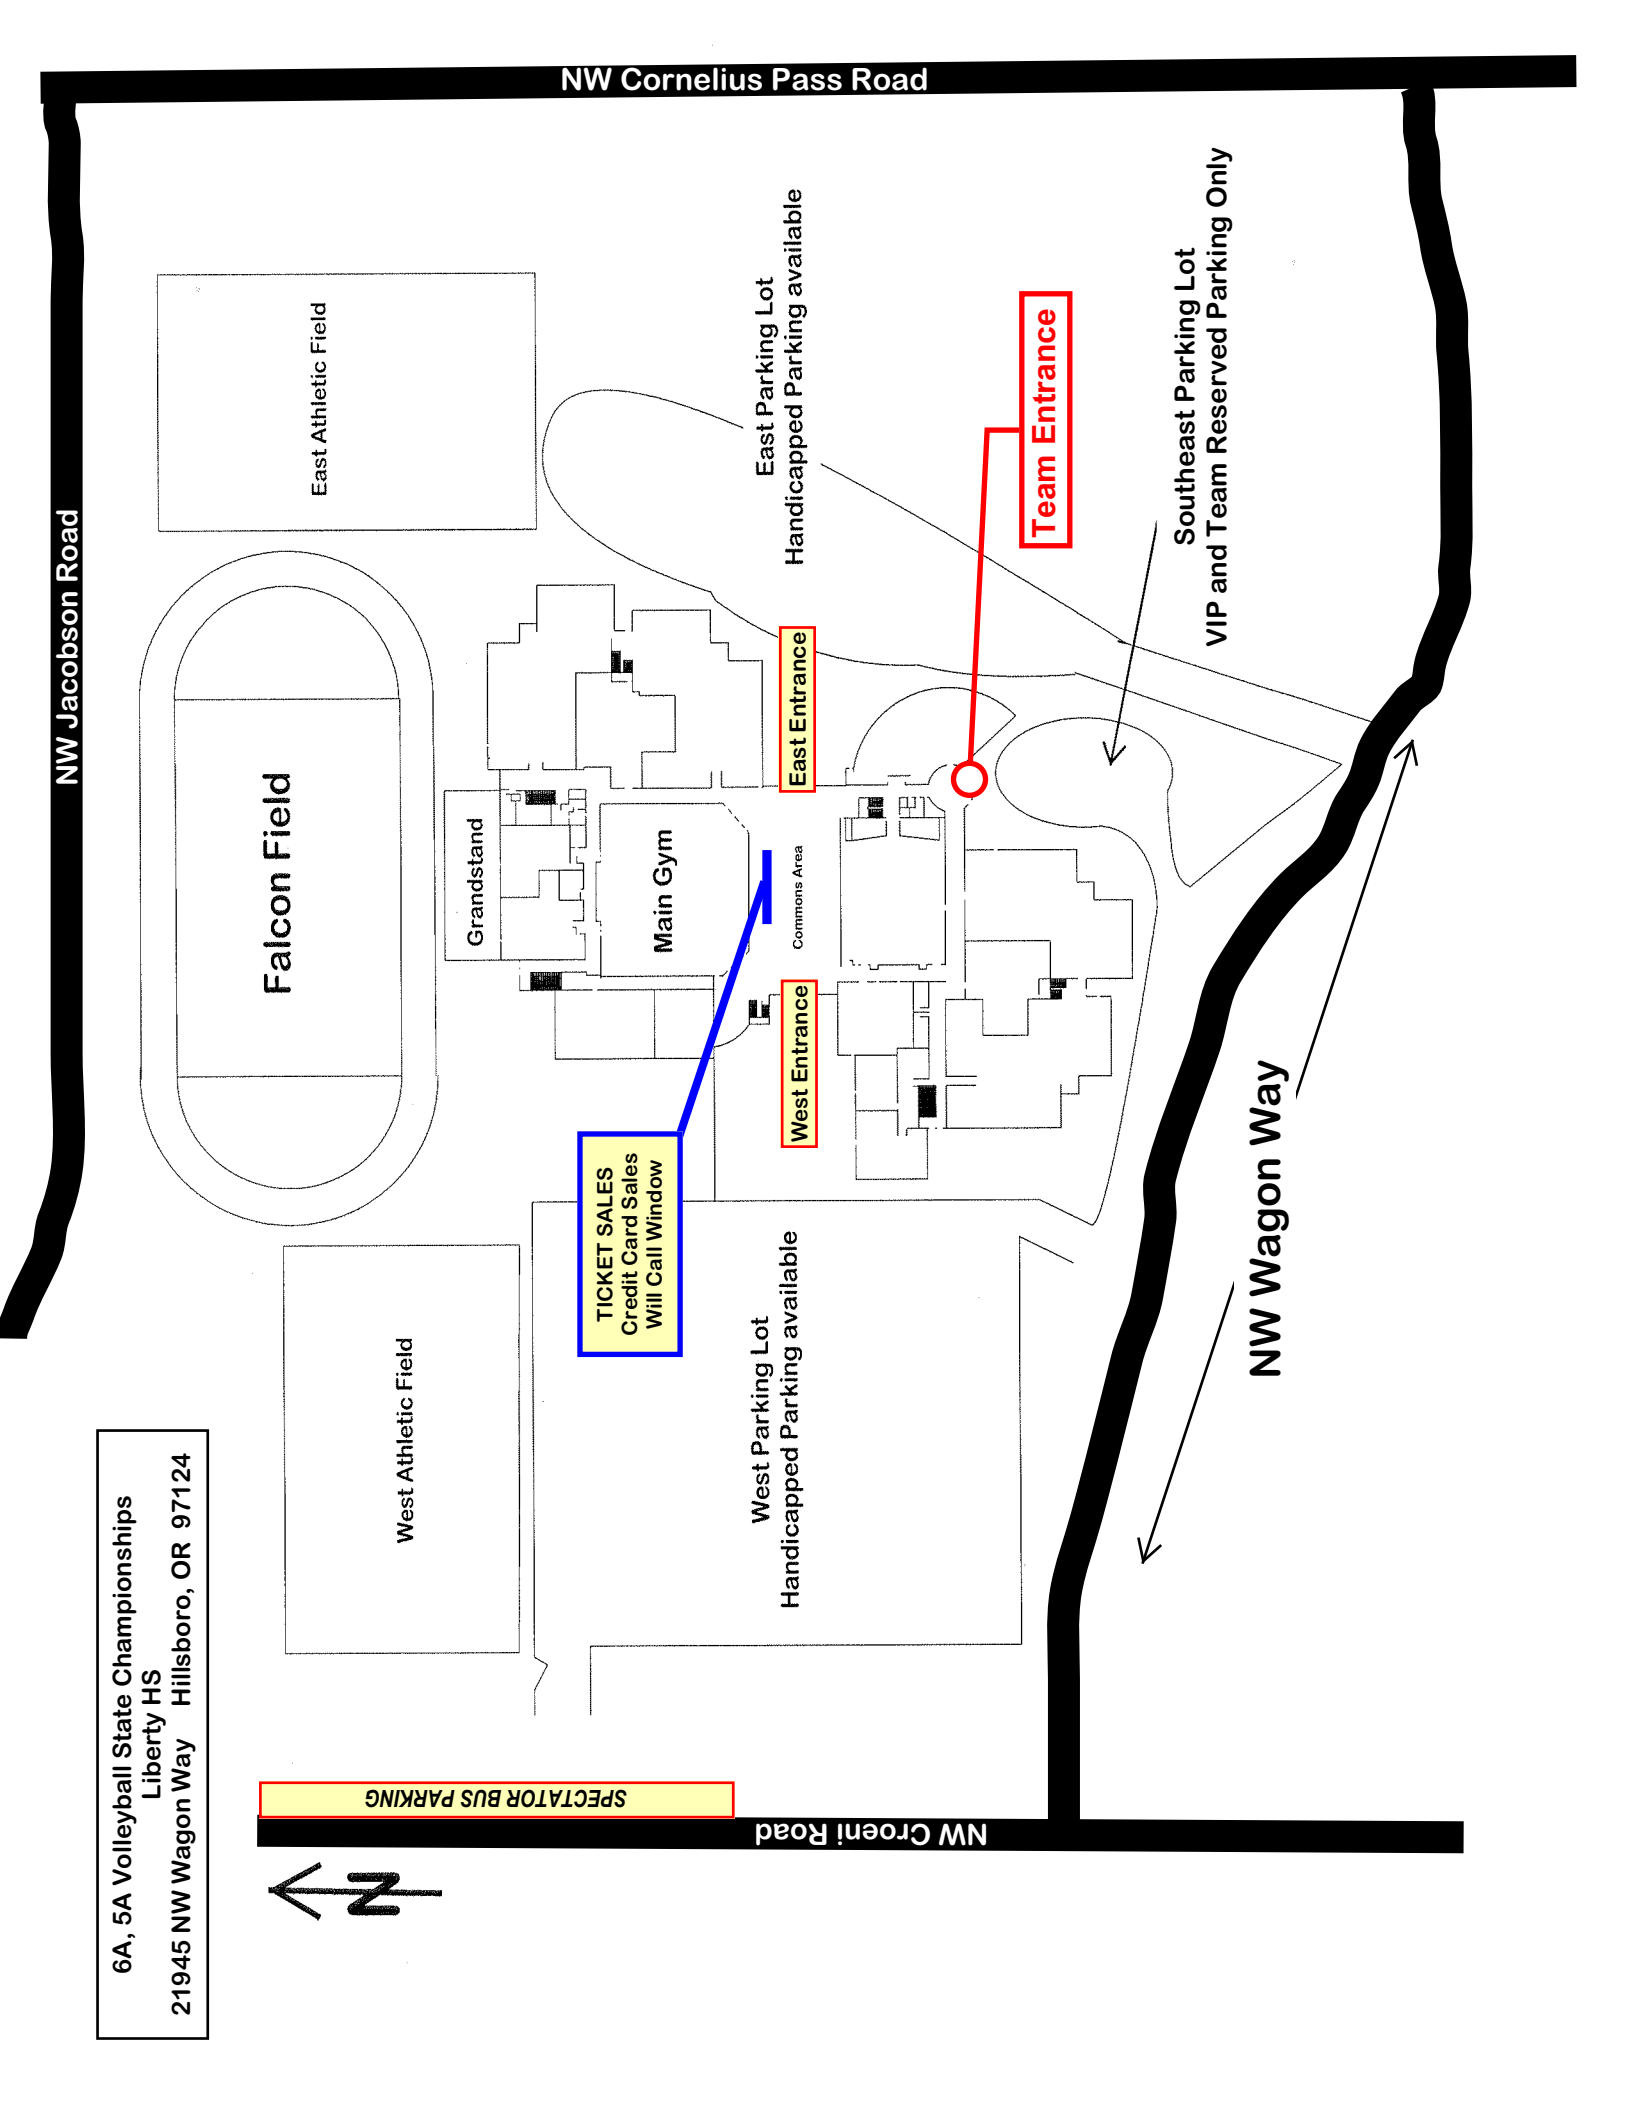 NW Cornelius Pass Road
NW Jacobson Road
East Athletic Field
East Parking Lot
Handicapped Parking available
Team Entrance
Southeast Parking Lot
VIP and Team Reserved Parking Only
Falcon Field
Grandstand
Main Gym
Commons Area
East Entrance
West Entrance
TICKET SALES
Credit Card Sales
Will Call Window
NW Wagon Way
West Athletic Field
West Parking Lot
Handicapped Parking available
6A, 5A Volleyball State Championships
Liberty HS
21945 NW Wagon Way Hillsboro, OR 97124
SPECTATOR BUS PARKING
NW Croeni Road
N